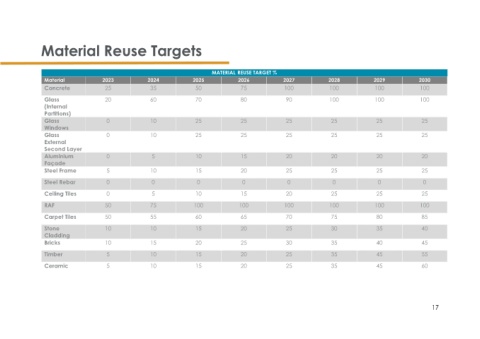 Material Reuse Targets
MATERIAL REUSE TARGET %
Material 2023 2024 2025 2026 2027 2028 2029 2030
Concrete 25 35 50 75 100 100 100 100
Glass (Internal Partitions) 20 60 70 80 90 100 100 100
Glass Windows 0 10 25 25 25 25 25 25
Glass External Second Layer 0 10 25 25 25 25 25 25
Aluminium Façade 0 5 10 15 20 20 20 20
Steel Frame 5 10 15 20 25 25 25 25
Steel Rebar 0 0 0 0 0 0 0 0
Ceiling Tiles 0 5 10 15 20 25 25 25
RAF 50 75 100 100 100 100 100 100
Carpet Tiles 50 55 60 65 70 75 80 85
Stone Cladding 10 10 15 20 25 30 35 40
Bricks 10 15 20 25 30 35 40 45
Timber 5 10 15 20 25 35 45 55
Ceramic 5 10 15 20 25 35 45 60
17